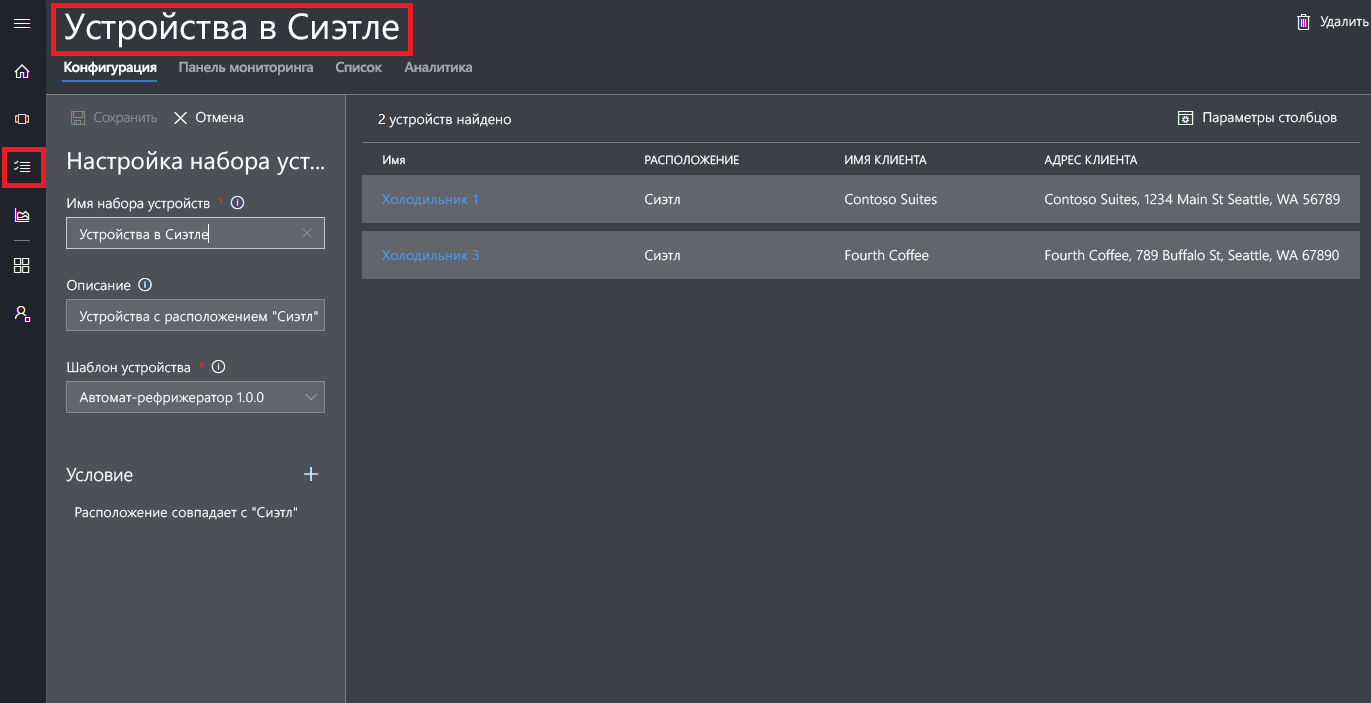 Устройства в Сиэтле
Удалить
Конфигурация Панель мониторинга Список Аналитика
Сохранить Отмена
Настройка набора уст...
Имя набора устройств *
Устройства в Сиэтле
Описание
Устройства с расположением "Сиэтл"
Шаблон устройства *
Автомат-рефрижератор 1.0.0
Условие
Расположение совпадает с "Сиэтл"
2 устройств найдено
Параметры столбцов
Имя РАСПОЛОЖЕНИЕ ИМЯ КЛИЕНТА АДРЕС КЛИЕНТА
Холодильник 1 Сиэтл Contoso Suites Contoso Suites, 1234 Main St Seattle, WA 56789
Холодильник 3 Сиэтл Fourth Coffee Fourth Coffee, 789 Buffalo St, Seattle, WA 67890